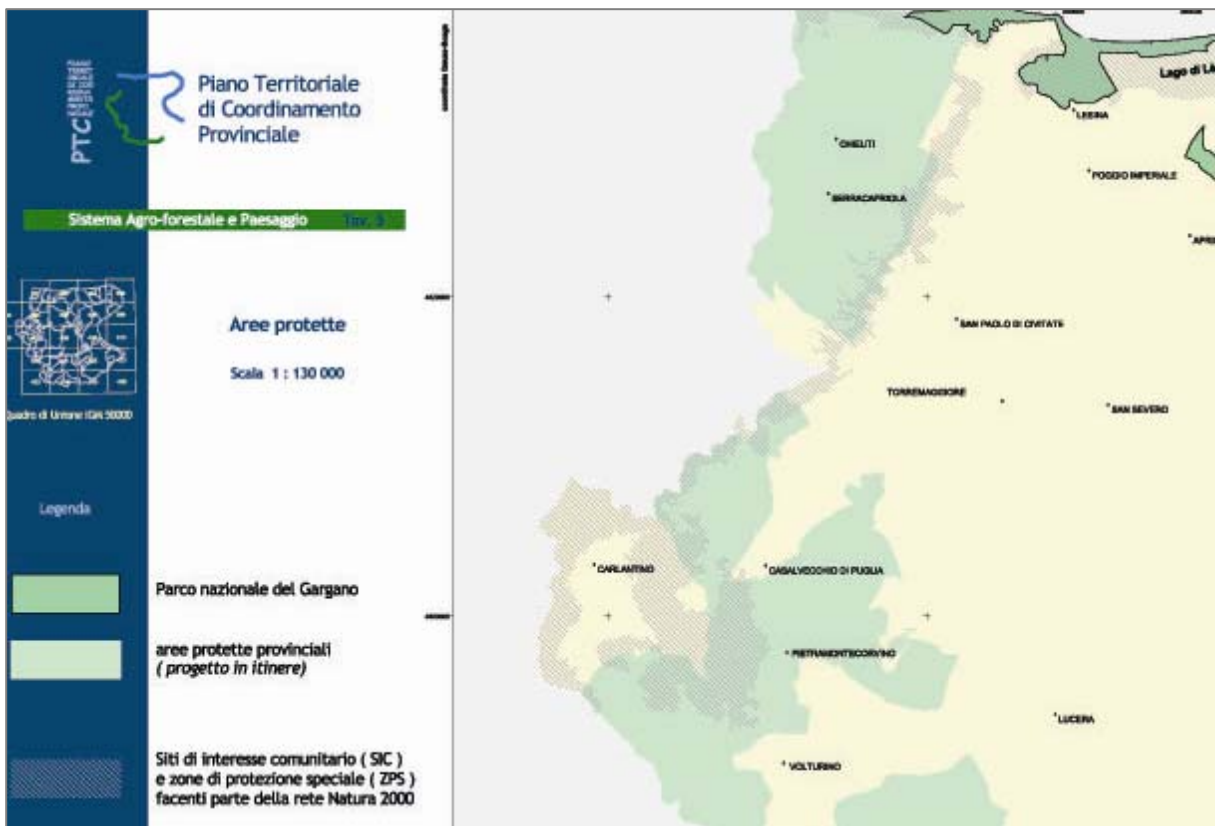 PTC
Piano Territoriale
di Coordinamento
Provinciale
Sistema Agro-forestale e Paesaggio Tav. 3
Aree protette
Scala 1 : 130 000
Quadro di Unione IGM 50000
Legenda
Parco nazionale del Gargano
aree protette provinciali
( progetto in itinere)
Siti di interesse comunitario ( SIC )
e zone di protezione speciale ( ZPS )
facenti parte della rete Natura 2000
Lago di
LESINA
CHIEUTI
POGGIO IMPERIALE
SERRACAPRIOLA
APRI
SAN PAOLO DI CIVITATE
TORREMAGGIORE
SAN SEVERO
CARLANTINO
CASALVECCHIO DI PUGLIA
PIETRAMONTECORVINO
LUCERA
VOLTURINO